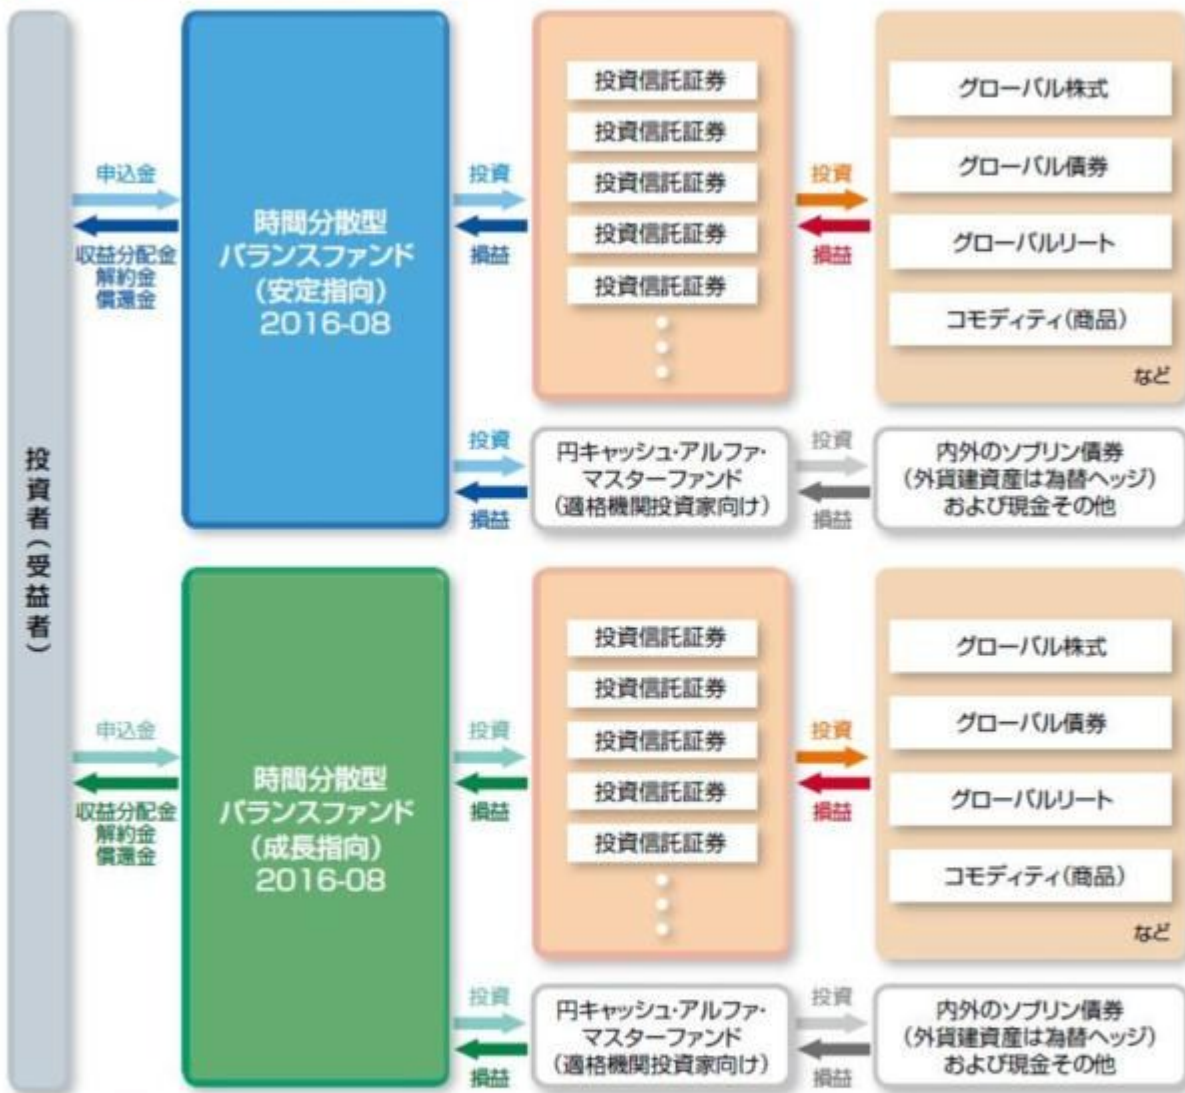 投資者(受益者)
申込金
収益分配金
解約金
償還金
時間分散型
バランスファンド
(安定指向)
2016-08
投資
損益
投資信託証券
投資信託証券
投資信託証券
投資信託証券
投資信託証券
投資
損益
グローバル株式
グローバル債券
グローバルリート
コモディティ(商品)
など
投資
損益
円キャッシュ・アルファ・
マスターファンド
(適格機関投資家向け)
投資
損益
内外のソブリン債券
(外貨建資産は為替ヘッジ)
および現金その他
申込金
収益分配金
解約金
償還金
時間分散型
バランスファンド
(成長指向)
2016-08
投資
損益
投資信託証券
投資信託証券
投資信託証券
投資信託証券
投資信託証券
投資
損益
グローバル株式
グローバル債券
グローバルリート
コモディティ(商品)
など
投資
損益
円キャッシュ・アルファ・
マスターファンド
(適格機関投資家向け)
投資
損益
内外のソブリン債券
(外貨建資産は為替ヘッジ)
および現金その他